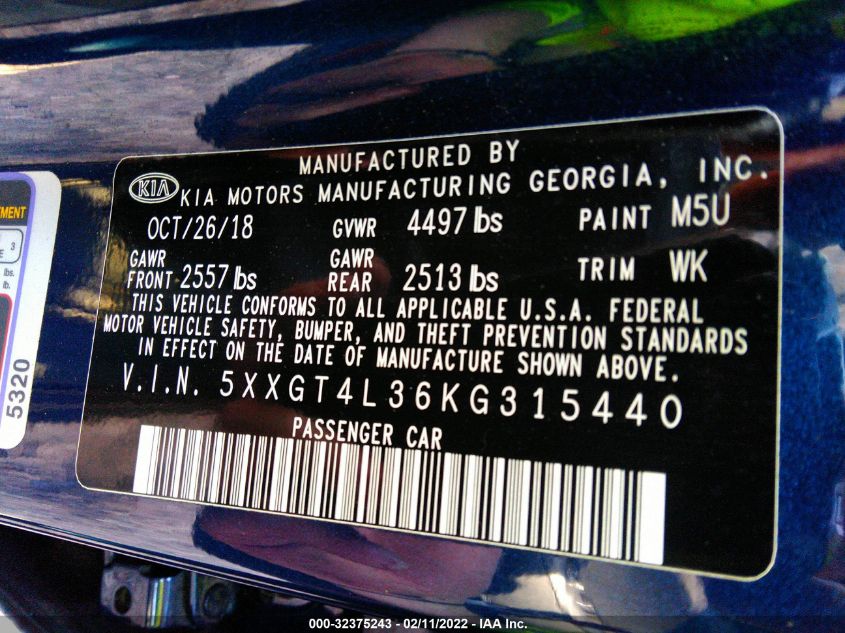 MANUFACTURED BY
KIA KIA MOTORS MANUFACTURING GEORGIA, INC.
OCT/26/18 GVWR 4497 lbs PAINT M5U
GAWR FRONT 2557 lbs GAWR REAR 2513 lbs TRIM WK
THIS VEHICLE CONFORMS TO ALL APPLICABLE U.S.A. FEDERAL
MOTOR VEHICLE SAFETY, BUMPER, AND THEFT PREVENTION STANDARDS
IN EFFECT ON THE DATE OF MANUFACTURE SHOWN ABOVE.
V.I.N. 5XXGT4L36KG315440
PASSENGER CAR
3
lbs.
lb.
5320
000-32375243 - 02/11/2022 - IAA Inc.